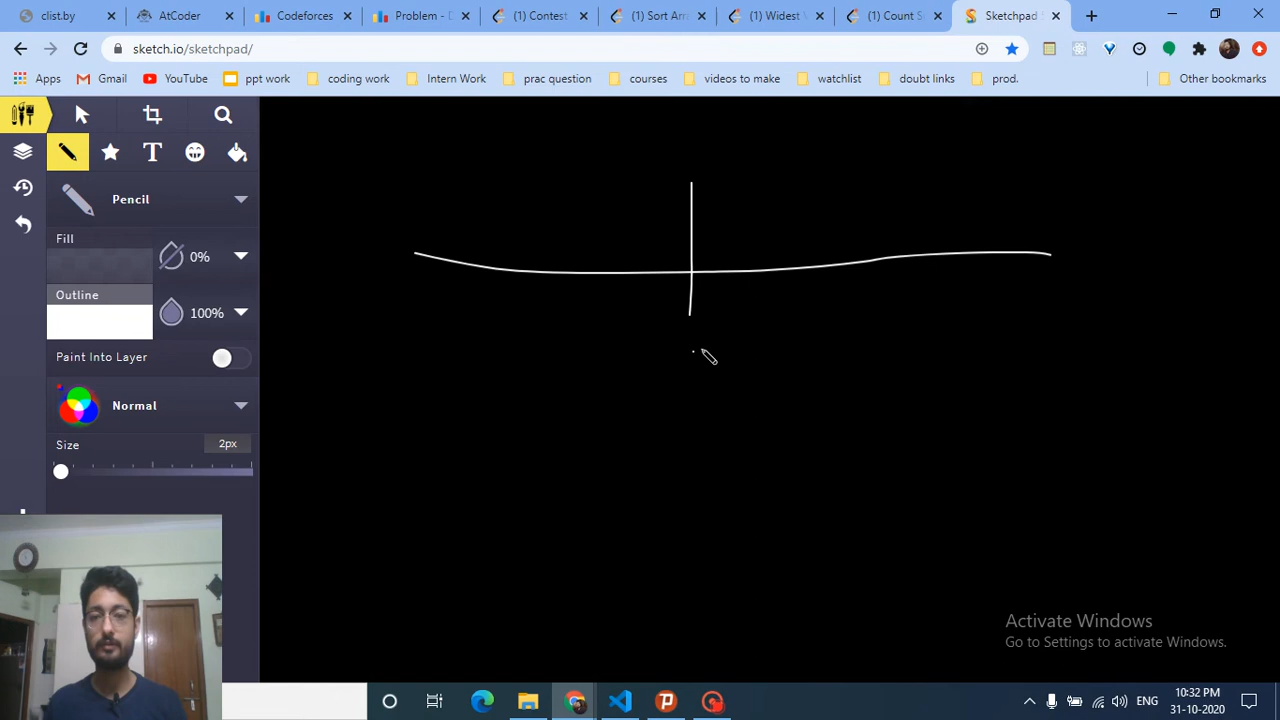 clist.by
AtCoder
Codeforces
Problem - D
(1) Contest
(1) Sort Arra
(1) Widest V
(1) Count S
Sketchpad
sketch.io/sketchpad/
Apps
Gmail
YouTube
ppt work
coding work
Intern Work
prac question
courses
videos to make
watchlist
doubt links
prod.
Other bookmarks
T
Pencil
Fill
0%
Outline
100%
Paint Into Layer
Normal
Size
2px
Activate Windows
Go to Settings to activate Windows.
ENG
10:32 PM
31-10-2020